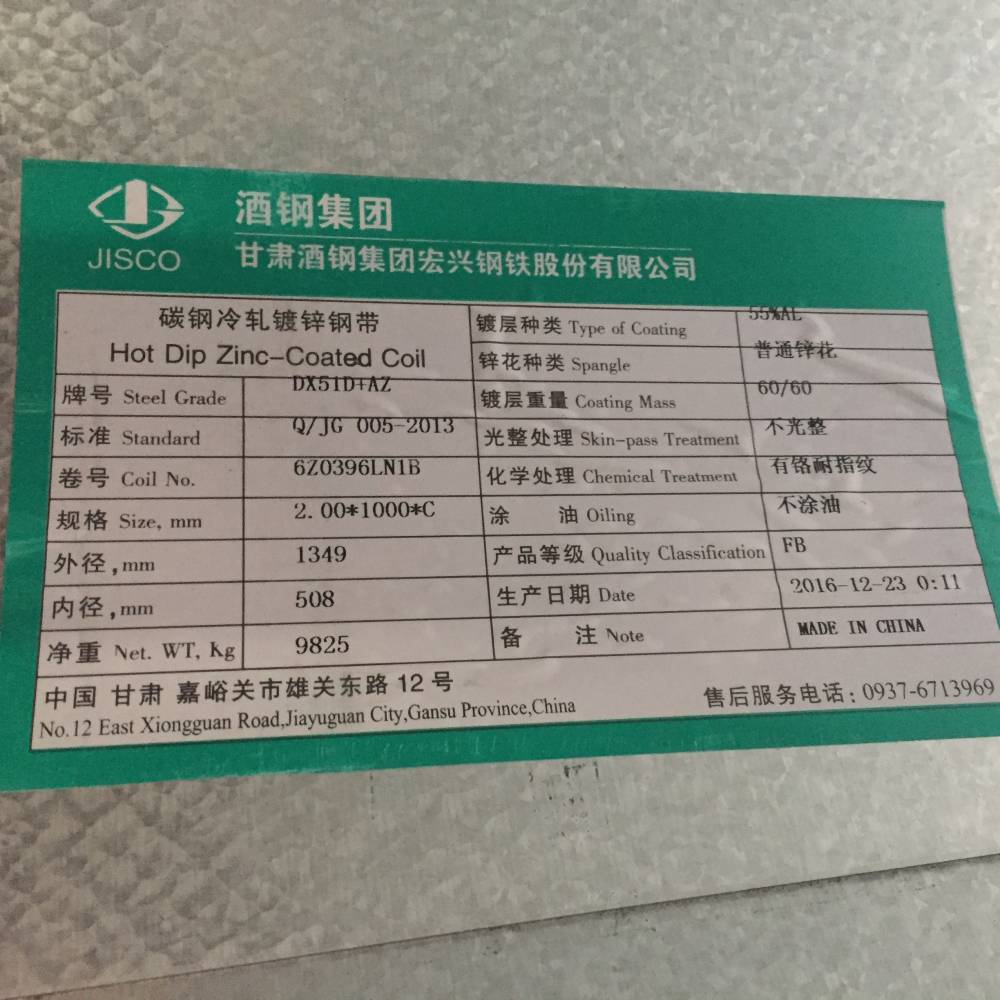 酒钢集团
JISCO
甘肃酒钢集团宏兴钢铁股份有限公司
碳钢冷轧镀锌钢带
Hot Dip Zinc-Coated Coil
牌号 Steel Grade DX51D+AZ
标准 Standard Q/JG 005-2013
卷号 Coil No. 6Z0396LN1B
规格 Size, mm 2.00*1000*C
外径,mm 1349
内径,mm 508
净重 Net. WT, Kg 9825
镀层种类 Type of Coating 55%AL
锌花种类 Spangle 普通锌花
镀层重量 Coating Mass 60/60
光整处理 Skin-pass Treatment 不光整
化学处理 Chemical Treatment 有铬耐指纹
涂 油 Oiling 不涂油
产品等级 Quality Classification FB
生产日期 Date 2016-12-23 0:11
备 注 Note MADE IN CHINA
中国 甘肃 嘉峪关市雄关东路 12 号
No.12 East Xiongguan Road,Jiayuguan City,Gansu Province,China
售后服务电话: 0937-6713969